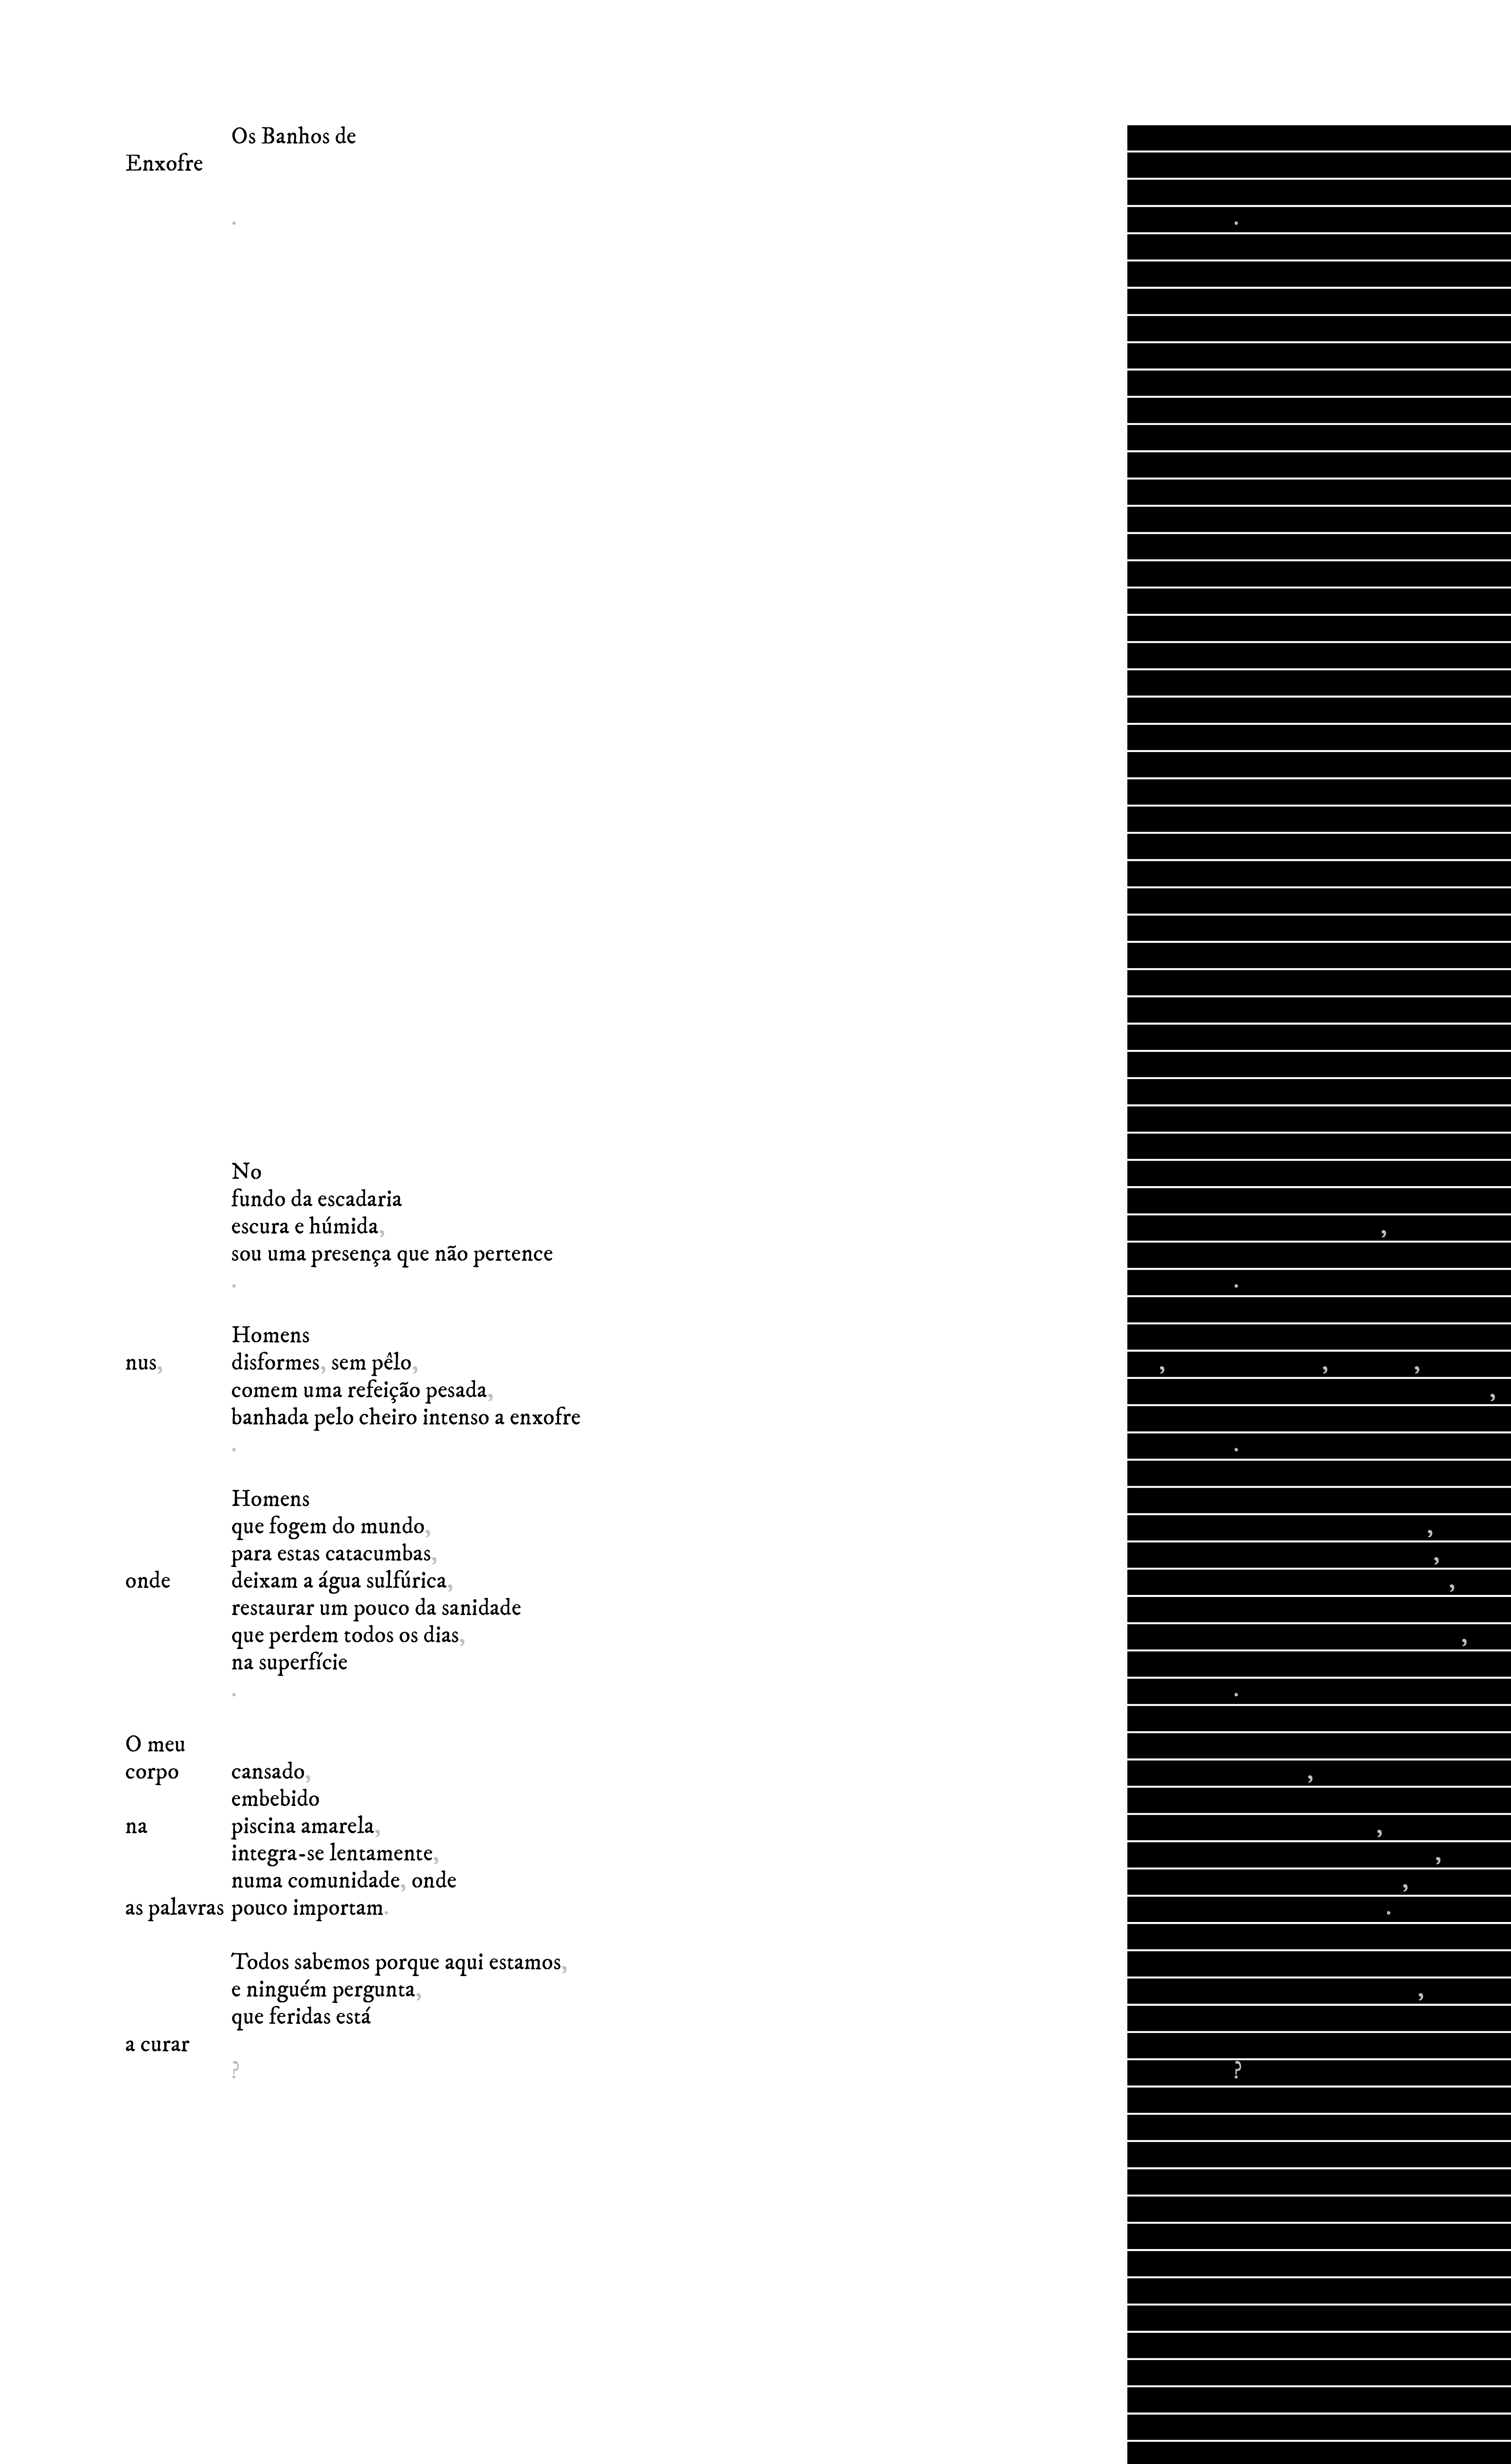 Os Banhos de
Enxofre
. .
No
fundo da escadaria
escura e húmida, ,
sou uma presença que não pertence
. .
Homens
nus, disformes, sem pêlo, , , ,
comem uma refeição pesada, ,
banhada pelo cheiro intenso a enxofre
. .
Homens
que fogem do mundo, ,
para estas catacumbas, ,
onde deixam a água sulfúrica, ,
restaurar um pouco da sanidade
que perdem todos os dias, ,
na superfície
. .
O meu
corpo cansado, ,
embebido
na piscina amarela, ,
integra-se lentamente, ,
numa comunidade, onde ,
as palavras pouco importam. .
Todos sabemos porque aqui estamos,
e ninguém pergunta, ,
que feridas está
a curar
? ?